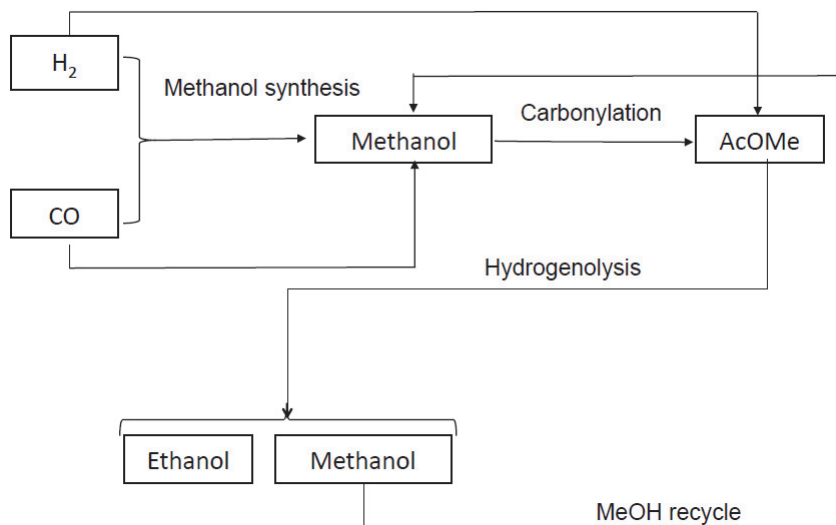 H₂
Methanol synthesis
Carbonylation
Methanol
AcOMe
CO
Hydrogenolysis
Ethanol
Methanol
MeOH recycle